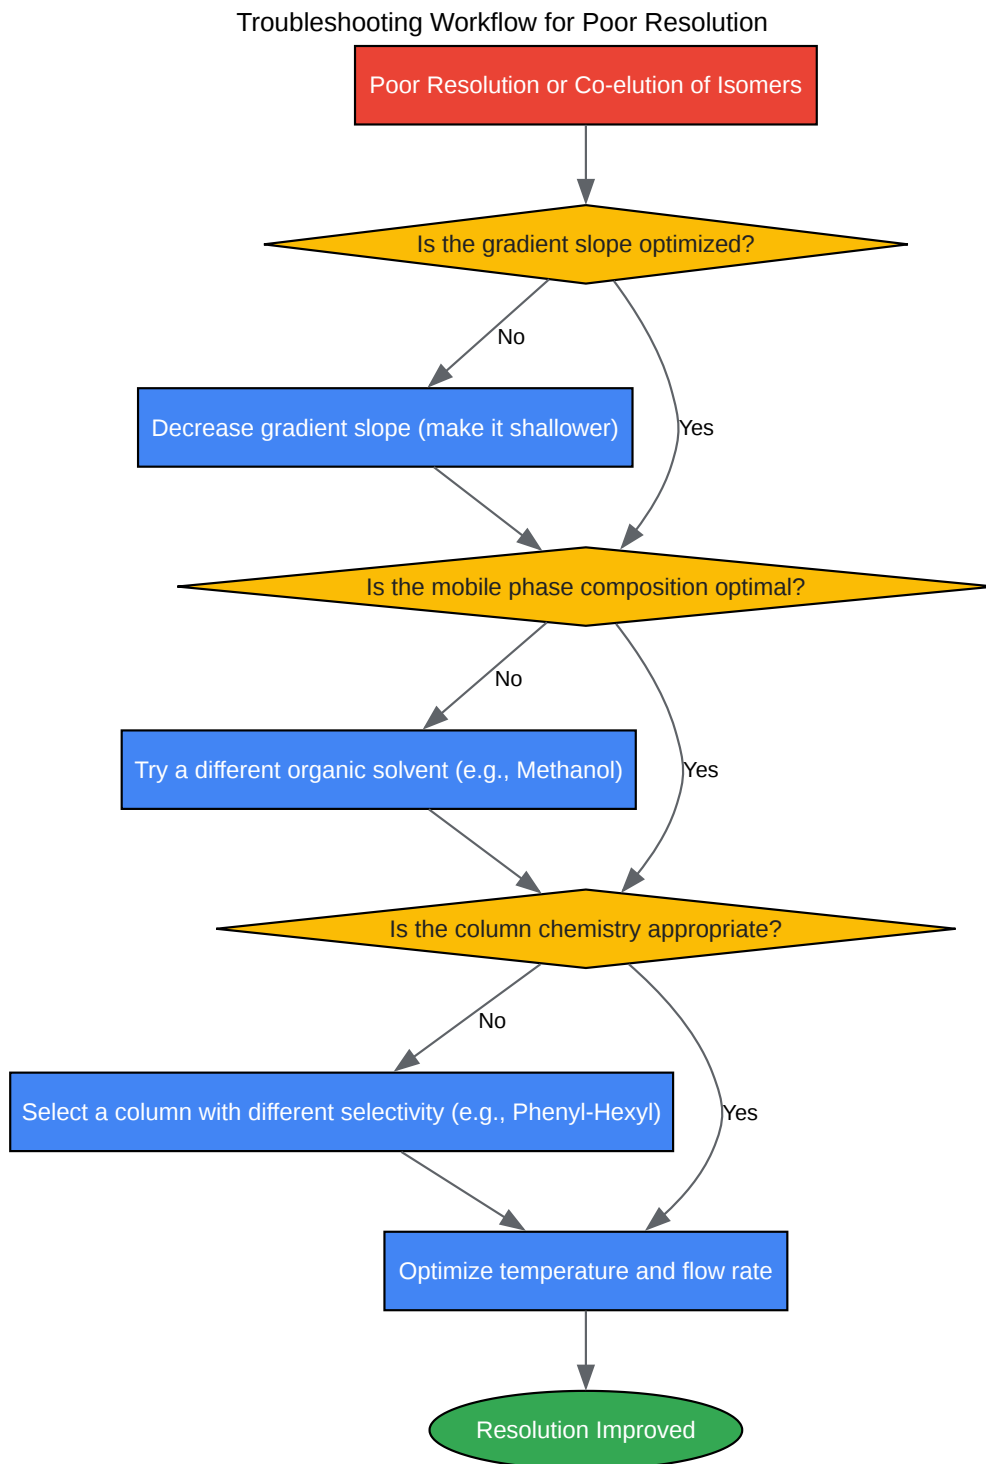 Troubleshooting Workflow for Poor Resolution
Poor Resolution or Co-elution of Isomers
Is the gradient slope optimized?
No
Decrease gradient slope (make it shallower)
Yes
Is the mobile phase composition optimal?
No
Try a different organic solvent (e.g., Methanol)
Yes
Is the column chemistry appropriate?
No
Select a column with different selectivity (e.g., Phenyl-Hexyl)
Yes
Optimize temperature and flow rate
Resolution Improved